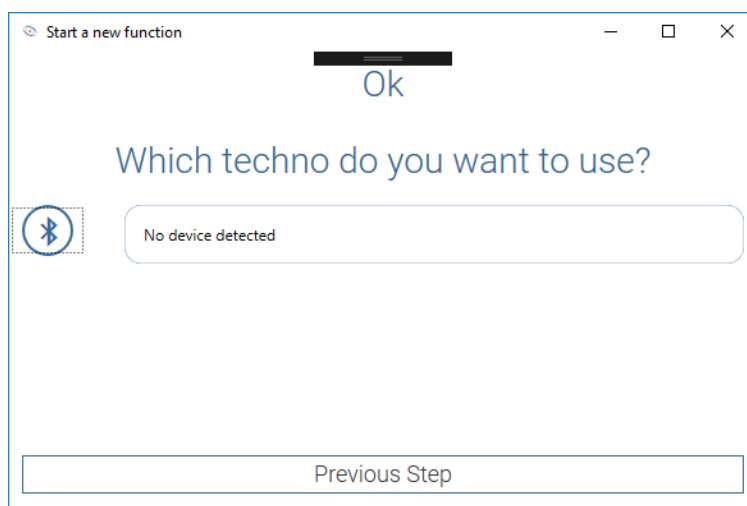 Start a new function
Ok
Which techno do you want to use?
No device detected
Previous Step